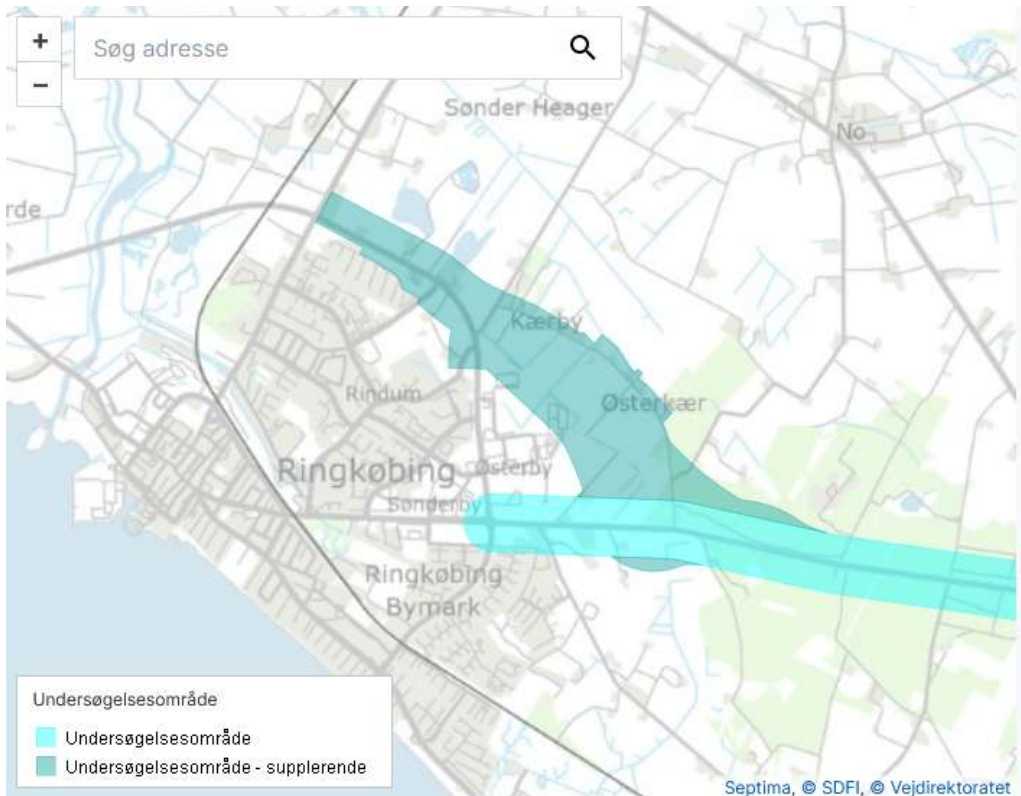 +
Søg adresse
−
Sønder Heager
No
rde
Kærby
Rindum
Østerkær
Ringkøbing
Østerby
Sønderby
Ringkøbing
Bymark
Undersøgelsesområde
Undersøgelsesområde
Undersøgelsesområde - supplerende
Septima, © SDFI, © Vejdirektoratet